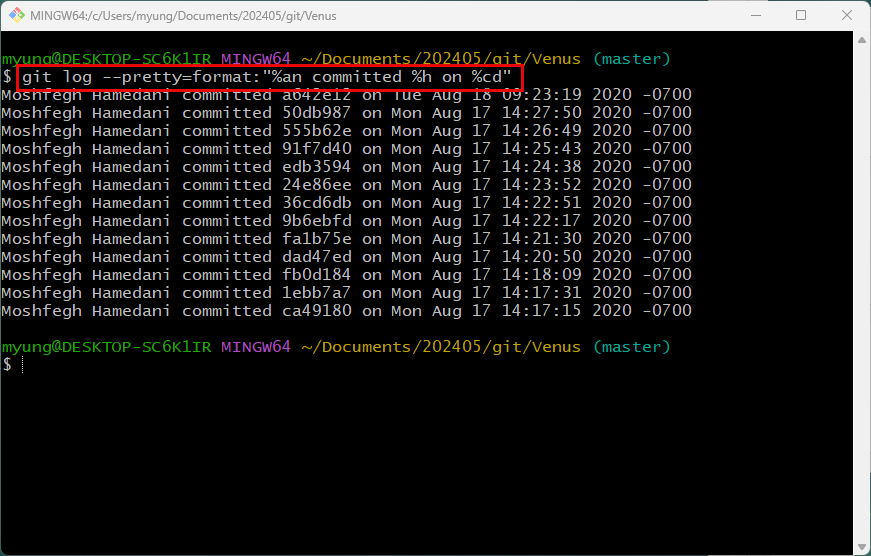 MINGW64:/c/Users/myung/Documents/202405/git/Venus
myung@DESKTOP-SC6K1IR MINGW64 ~/Documents/202405/git/Venus (master)
$ git log --pretty=format:"%an committed %h on %cd"
Moshfegh Hamedani committed a642e12 on Tue Aug 18 09:23:19 2020 -0700
Moshfegh Hamedani committed 50db987 on Mon Aug 17 14:27:50 2020 -0700
Moshfegh Hamedani committed 555b62e on Mon Aug 17 14:26:49 2020 -0700
Moshfegh Hamedani committed 91f7d40 on Mon Aug 17 14:25:43 2020 -0700
Moshfegh Hamedani committed edb3594 on Mon Aug 17 14:24:38 2020 -0700
Moshfegh Hamedani committed 24e86ee on Mon Aug 17 14:23:52 2020 -0700
Moshfegh Hamedani committed 36cd6db on Mon Aug 17 14:22:51 2020 -0700
Moshfegh Hamedani committed 9b6ebfd on Mon Aug 17 14:22:17 2020 -0700
Moshfegh Hamedani committed fa1b75e on Mon Aug 17 14:21:30 2020 -0700
Moshfegh Hamedani committed dad47ed on Mon Aug 17 14:20:50 2020 -0700
Moshfegh Hamedani committed fb0d184 on Mon Aug 17 14:18:09 2020 -0700
Moshfegh Hamedani committed 1ebb7a7 on Mon Aug 17 14:17:31 2020 -0700
Moshfegh Hamedani committed ca49180 on Mon Aug 17 14:17:15 2020 -0700
myung@DESKTOP-SC6K1IR MINGW64 ~/Documents/202405/git/Venus (master)
$